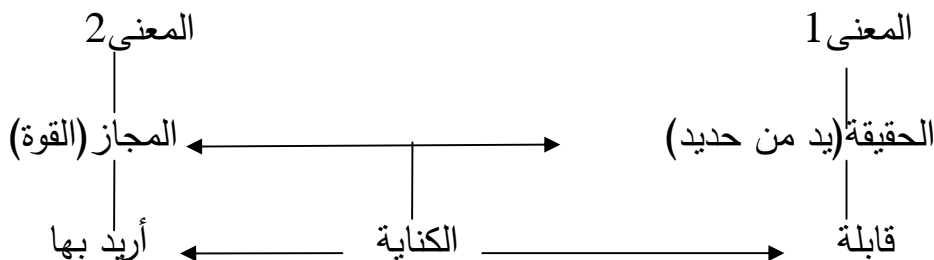 المعنى1 المعنى2
الحقيقة(يد من حديد) المجاز (القوة)
قابلة الكناية أريد بها